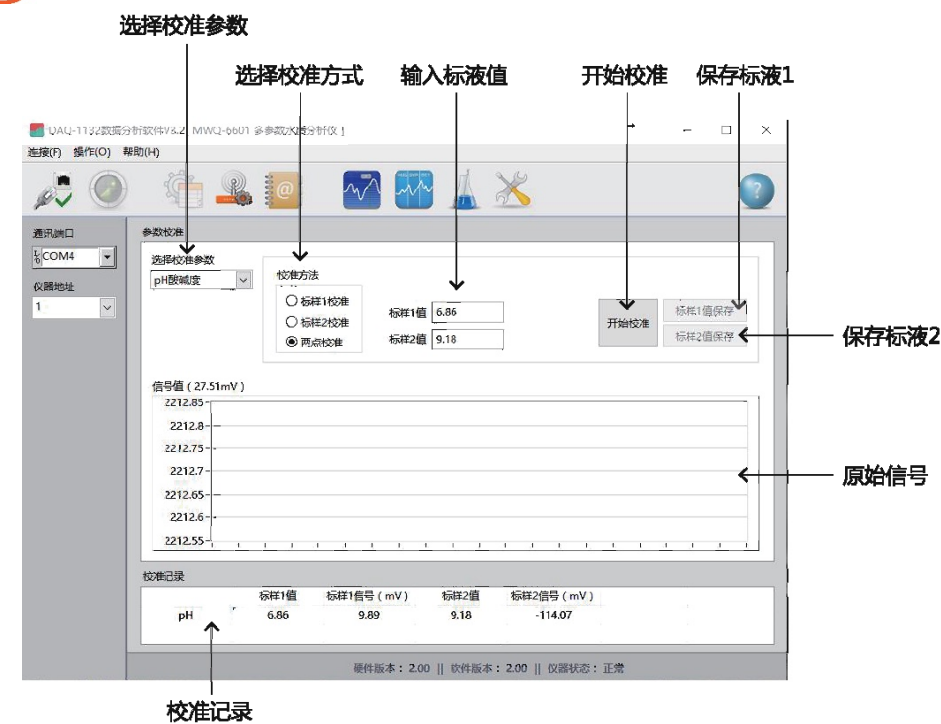 选择校准参数
选择校准方式 输入标液值 开始校准 保存标液1
DAQ-1132数据分析软件V3.2 MWQ-6601 多参数水质分析仪！
连接(F) 操作(O) 帮助(H)
通讯端口
COM4
仪器地址
1
参数校准
选择校准参数
pH酸碱度
校准方法
标样1校准
标样2校准
两点校准
标样1值 6.86
标样2值 9.18
开始校准
标样1值保存
标样2值保存
保存标液2
信号值 ( 27.51mV )
2212.85
2212.8
2212.75
2212.7
2212.65
2212.6
2212.55
原始信号
校准记录
标样1值 标样1信号 ( mV ) 标样2值 标样2信号 ( mV )
pH 6.86 9.89 9.18 -114.07
硬件版本： 2.00 || 软件版本： 2.00 || 仪器状态： 正常
校准记录